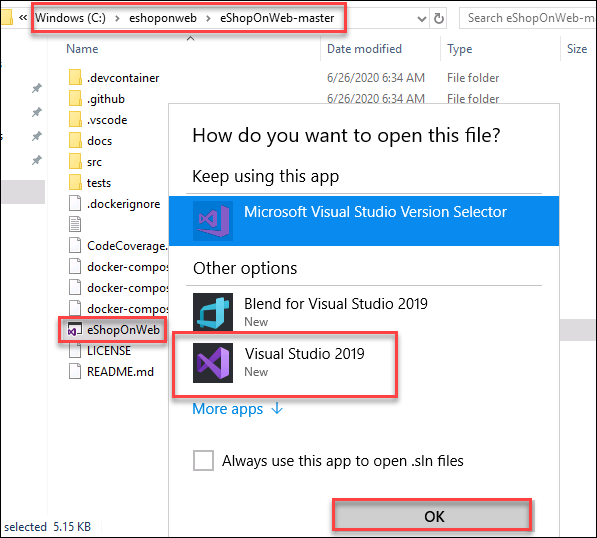 « Windows (C:) › eshoponweb › eShopOnWeb-master
Search eShopOnWeb-ma
Name Date modified Type Size
.devcontainer 6/26/2020 6:34 AM File folder
.github 6/26/2020 6:34 AM File folder
.vscode
docs
src
tests
.dockerignore
CodeCoverage.
docker-compo
docker-compo
docker-compo
eShopOnWeb
LICENSE
README.md
How do you want to open this file?
Keep using this app
Microsoft Visual Studio Version Selector
Other options
Blend for Visual Studio 2019
New
Visual Studio 2019
New
More apps ↓
Always use this app to open .sln files
OK
selected 5.15 KB